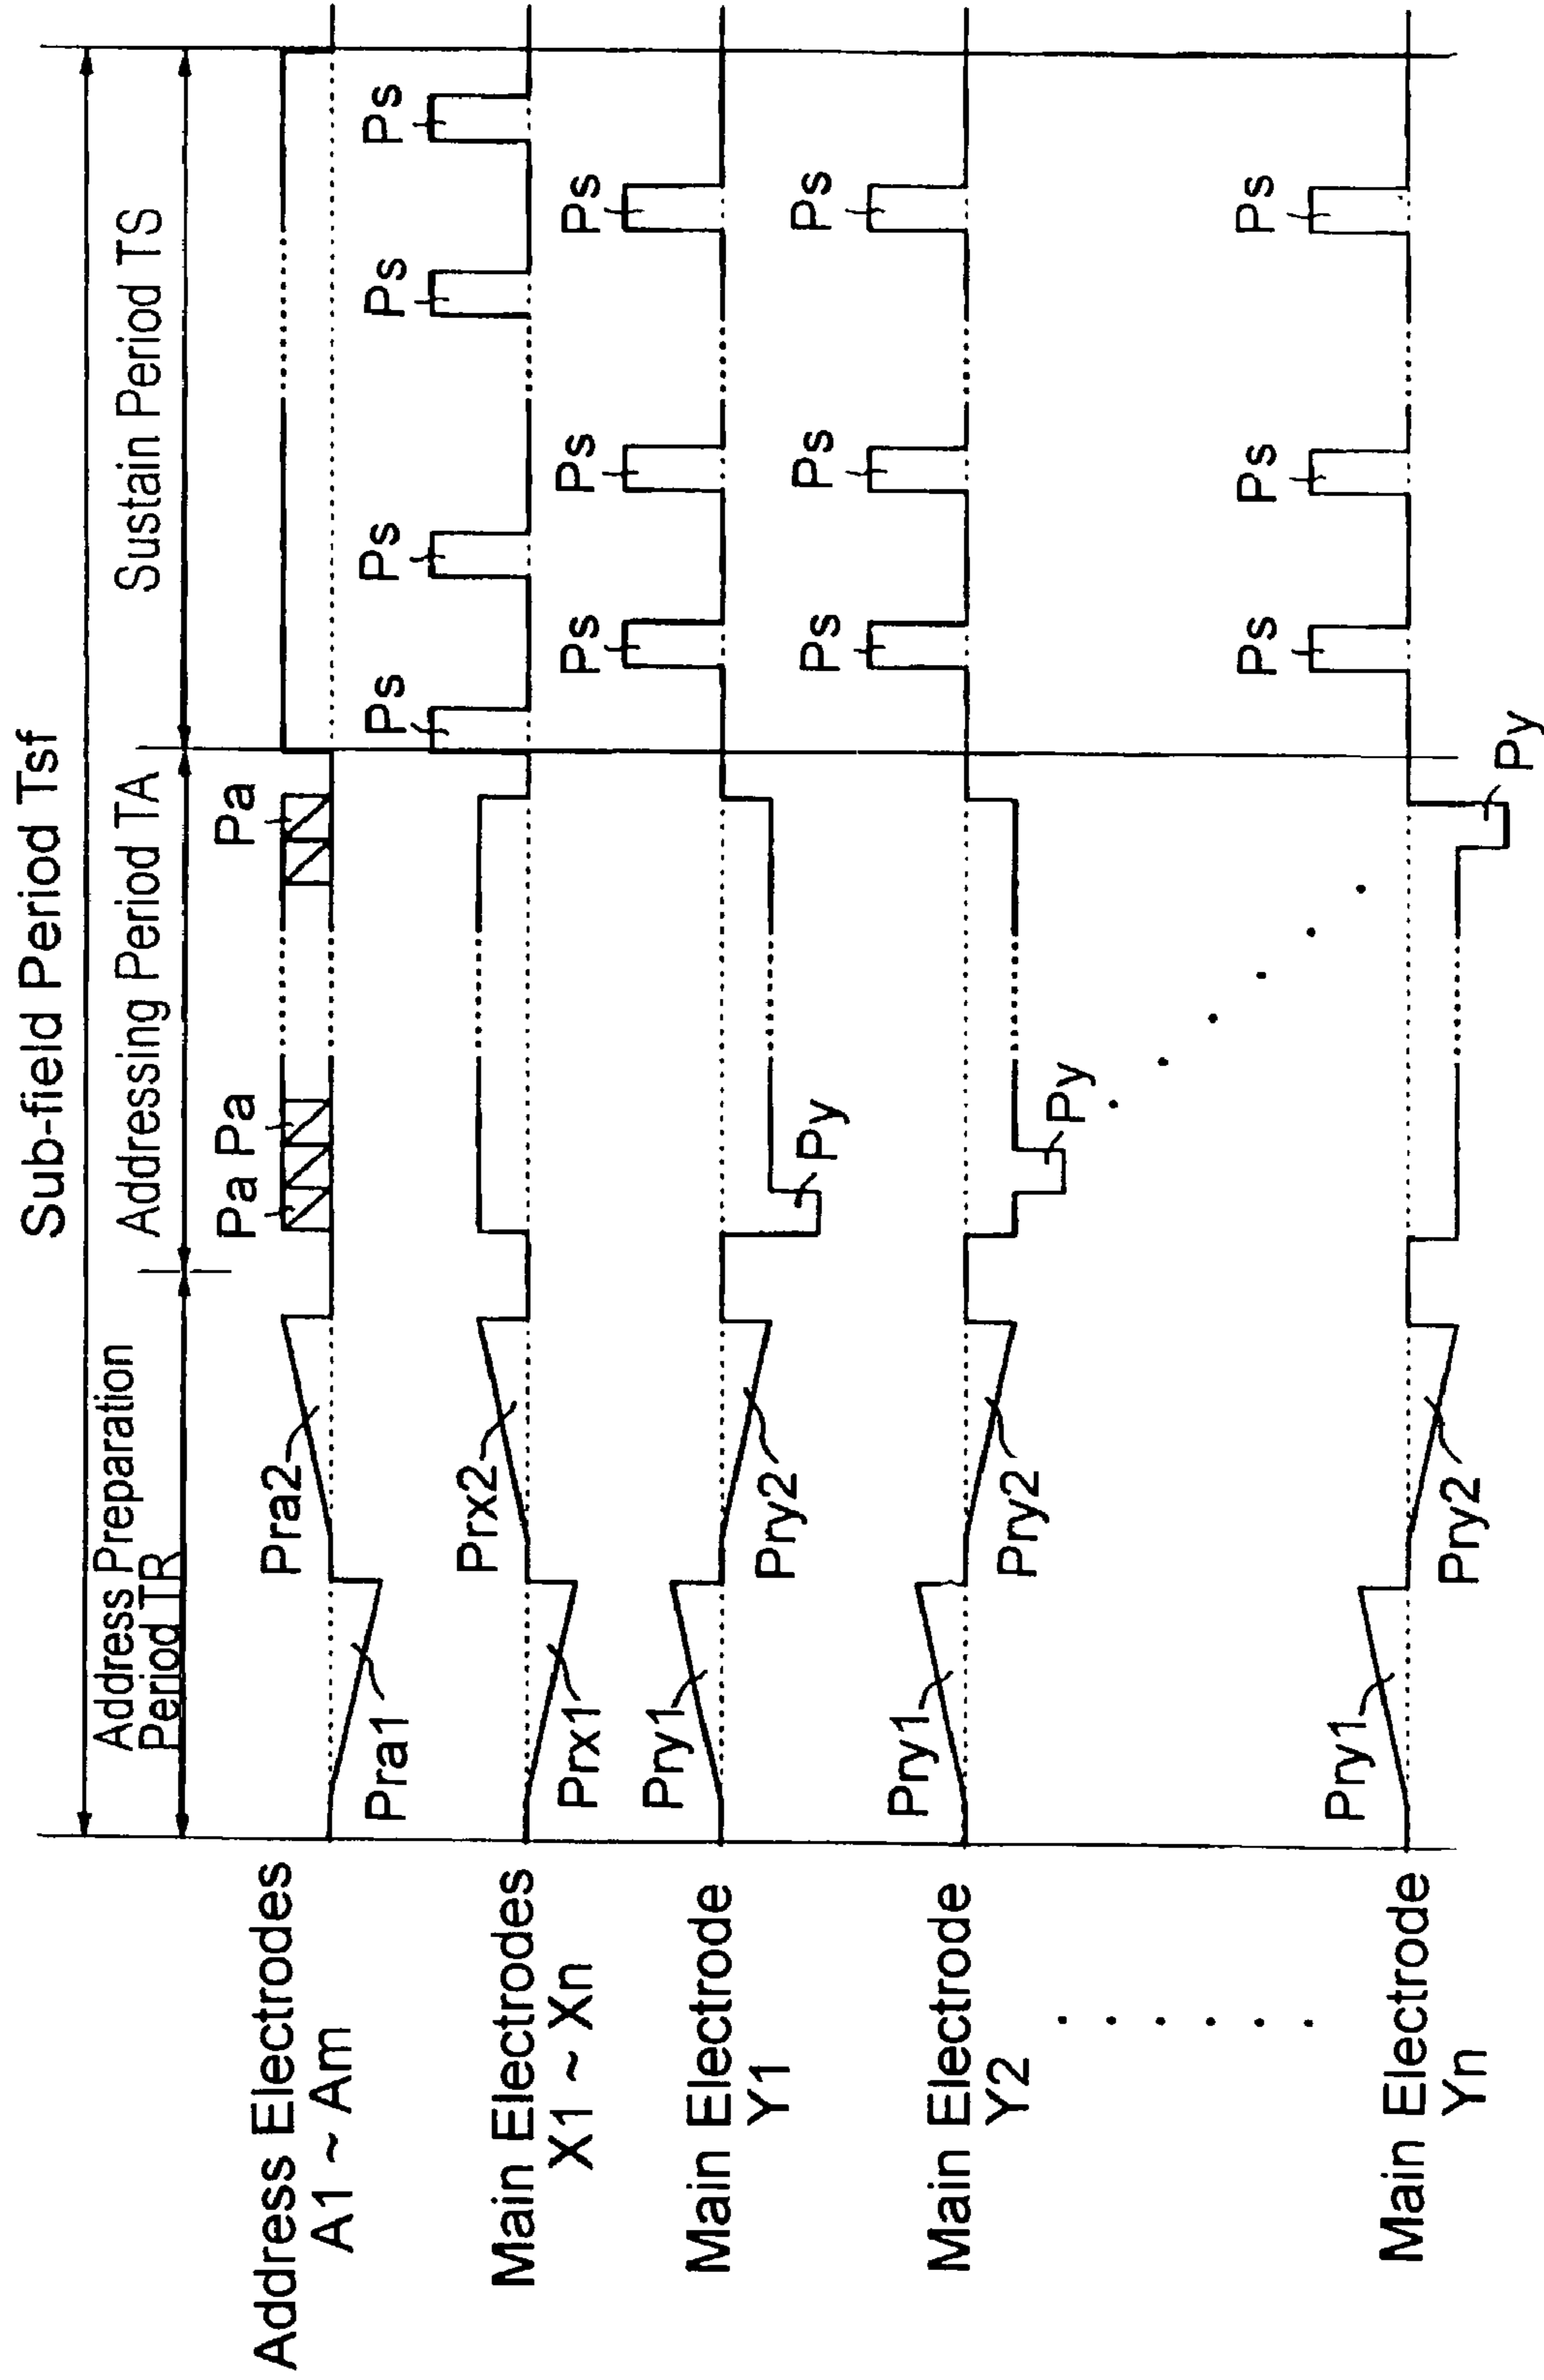 Sub-field Period Tsf
Address Preparation
Period TR
Addressing Period TA
Sustain Period TS
Address Electrodes
A1 ~ Am
Pra1
Pra2
Pa
Pa
Pa
Main Electrodes
X1 ~ Xn
Prx1
Prx2
Ps
Ps
Ps
Ps
Main Electrode
Y1
Pry1
Pry2
Py
Ps
Ps
Ps
Main Electrode
Y2
Pry1
Pry2
Py
Ps
Ps
Ps
Main Electrode
Yn
Pry1
Pry2
Py
Ps
Ps
Ps